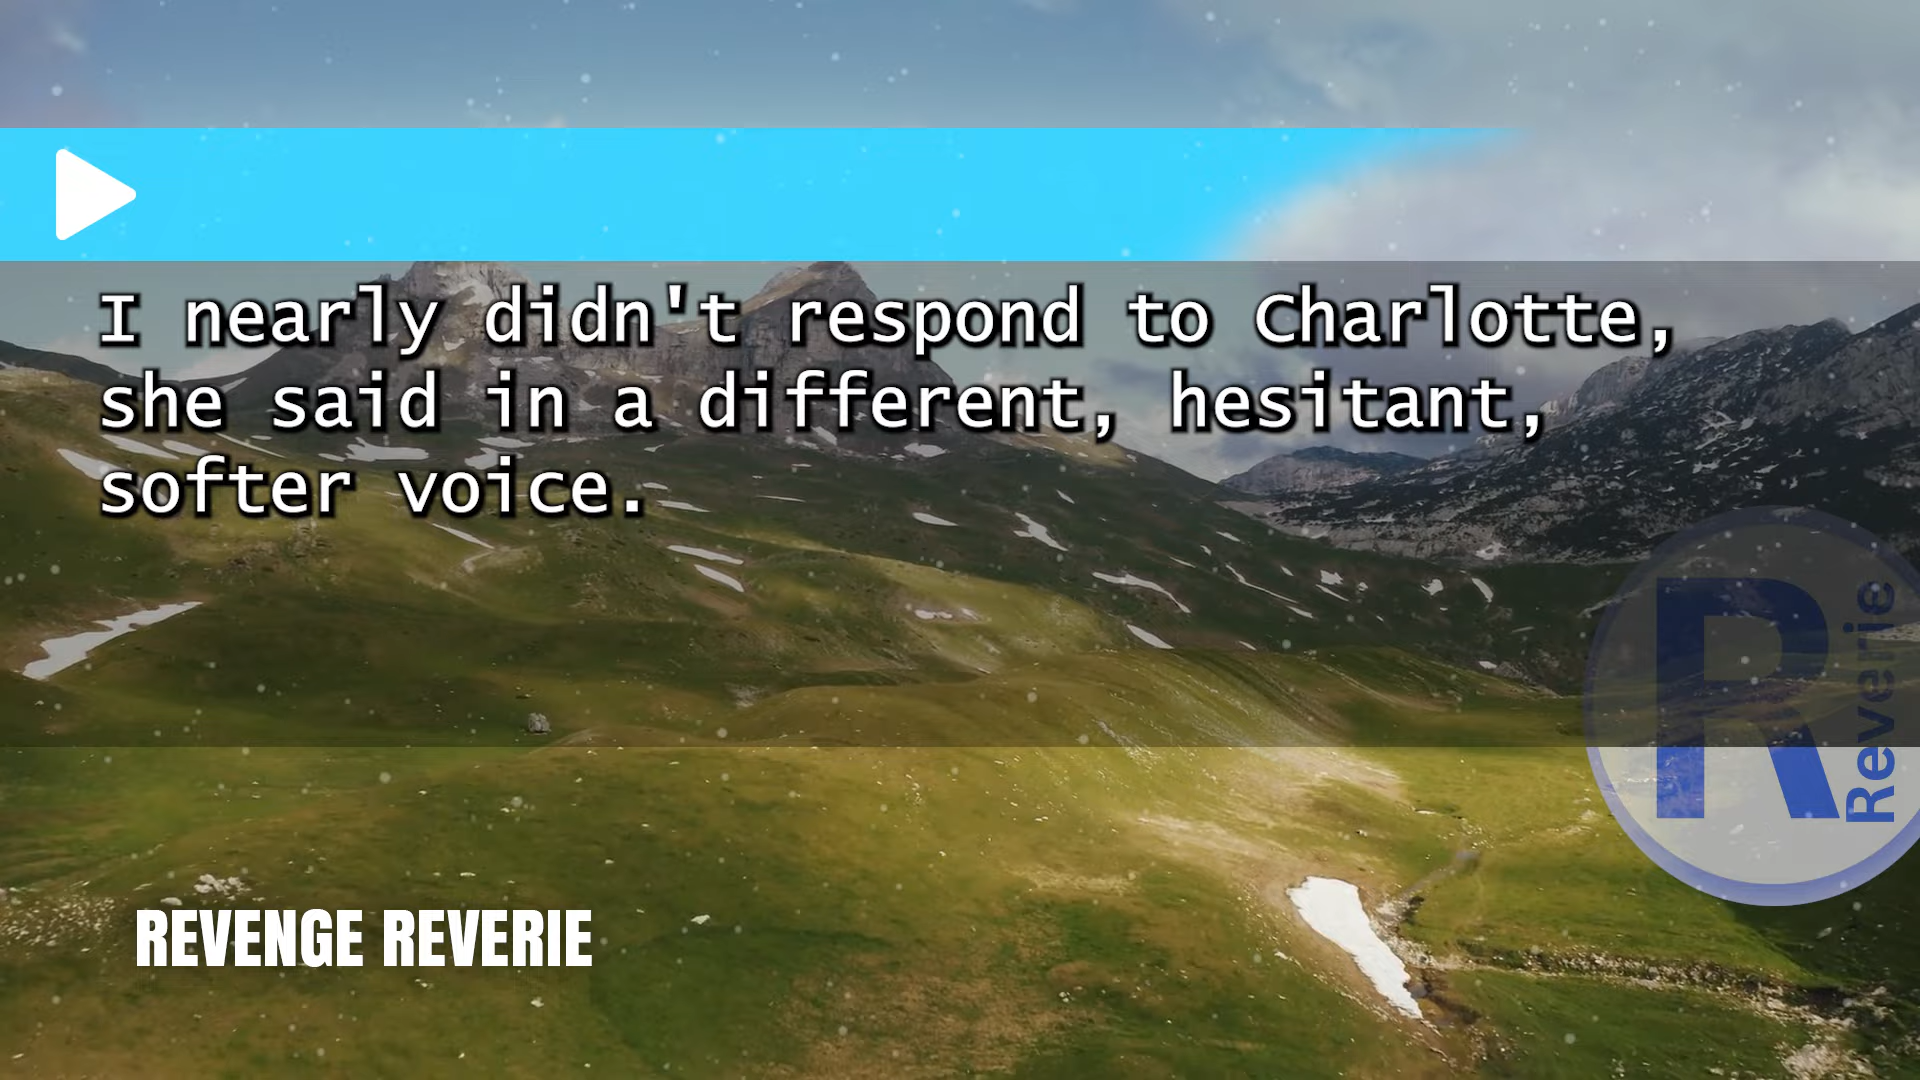 I nearly didn't respond to Charlotte,
she said in a different, hesitant,
softer voice.
R
Reverie
REVENGE REVERIE